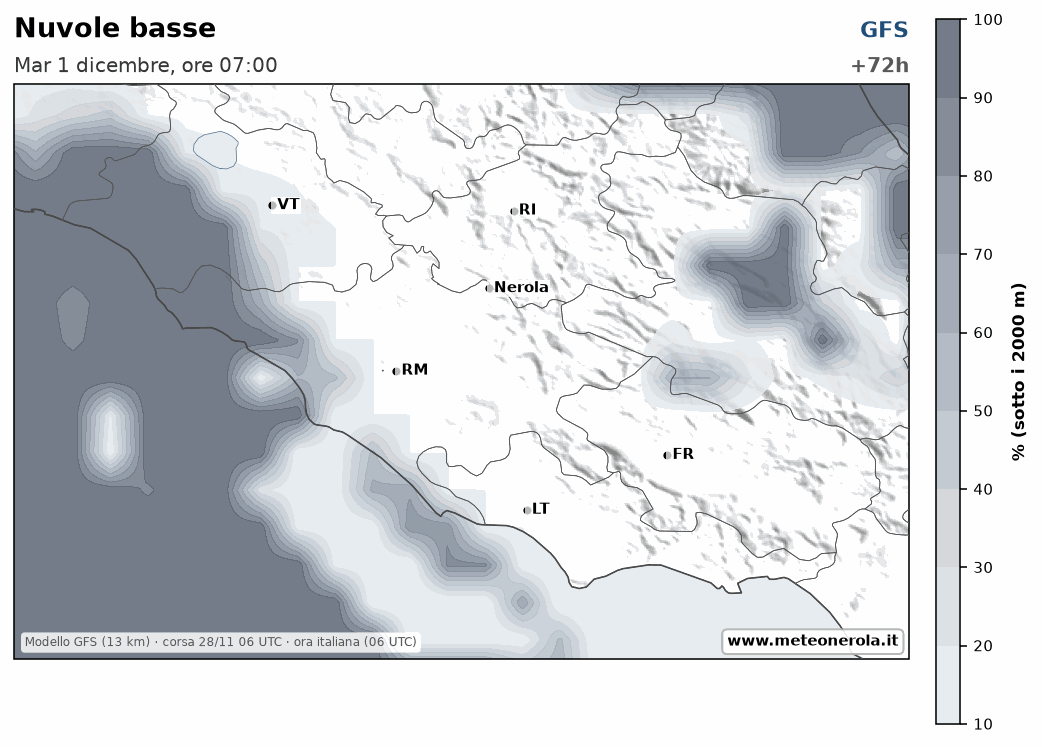 Nuvole basse
GFS
Mar 1 dicembre, ore 07:00
+72h
VT
RI
Nerola
RM
FR
LT
Modello GFS (13 km) · corsa 28/11 06 UTC · ora italiana (06 UTC)
www.meteonerola.it
100
90
80
70
60
50
40
30
20
10
% (sotto i 2000 m)